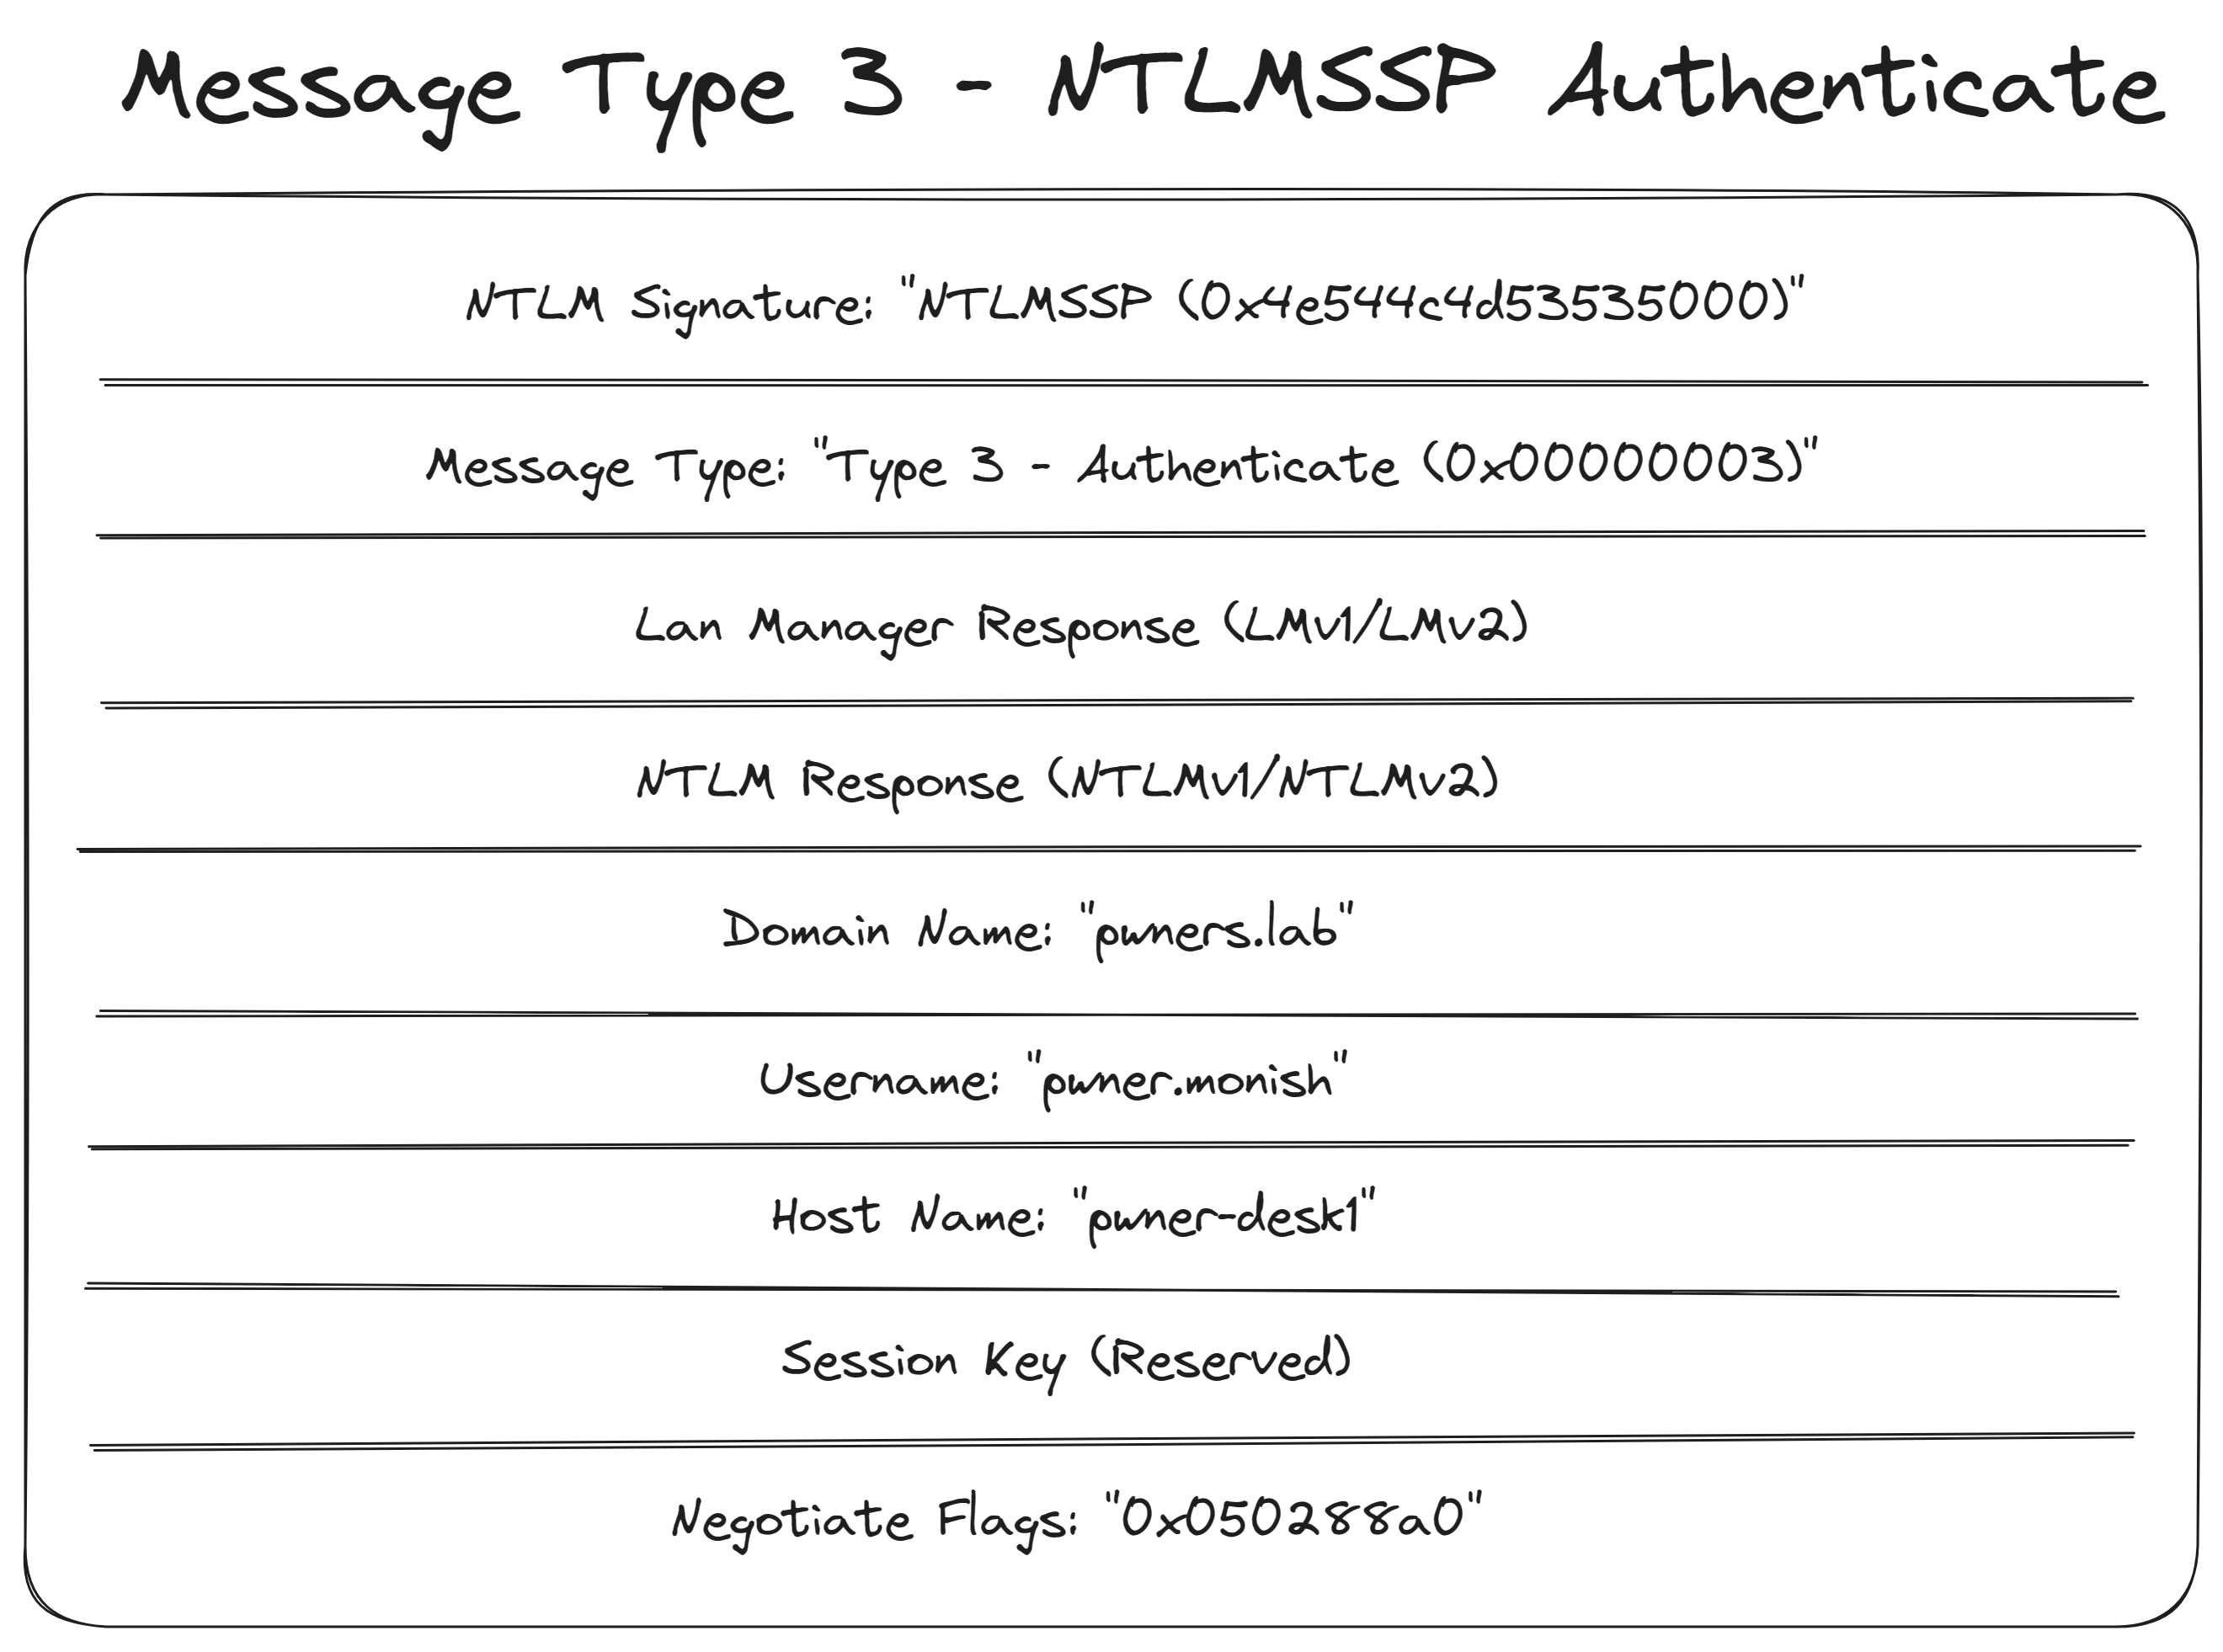 Message Type 3 - NTLMSSP Authenticate
NTLM Signature: "NTLMSSP (0x4e544c4d53535000)"
Message Type: "Type 3 - Authenticate (0x00000003)"
Lan Manager Response (LMv1/LMv2)
NTLM Response (NTLMv1/NTLMv2)
Domain Name: "pwners.lab"
Username: "pwner.monish"
Host Name: "pwner-desk1"
Session Key (Reserved)
Negotiate Flags: "0x050288a0"